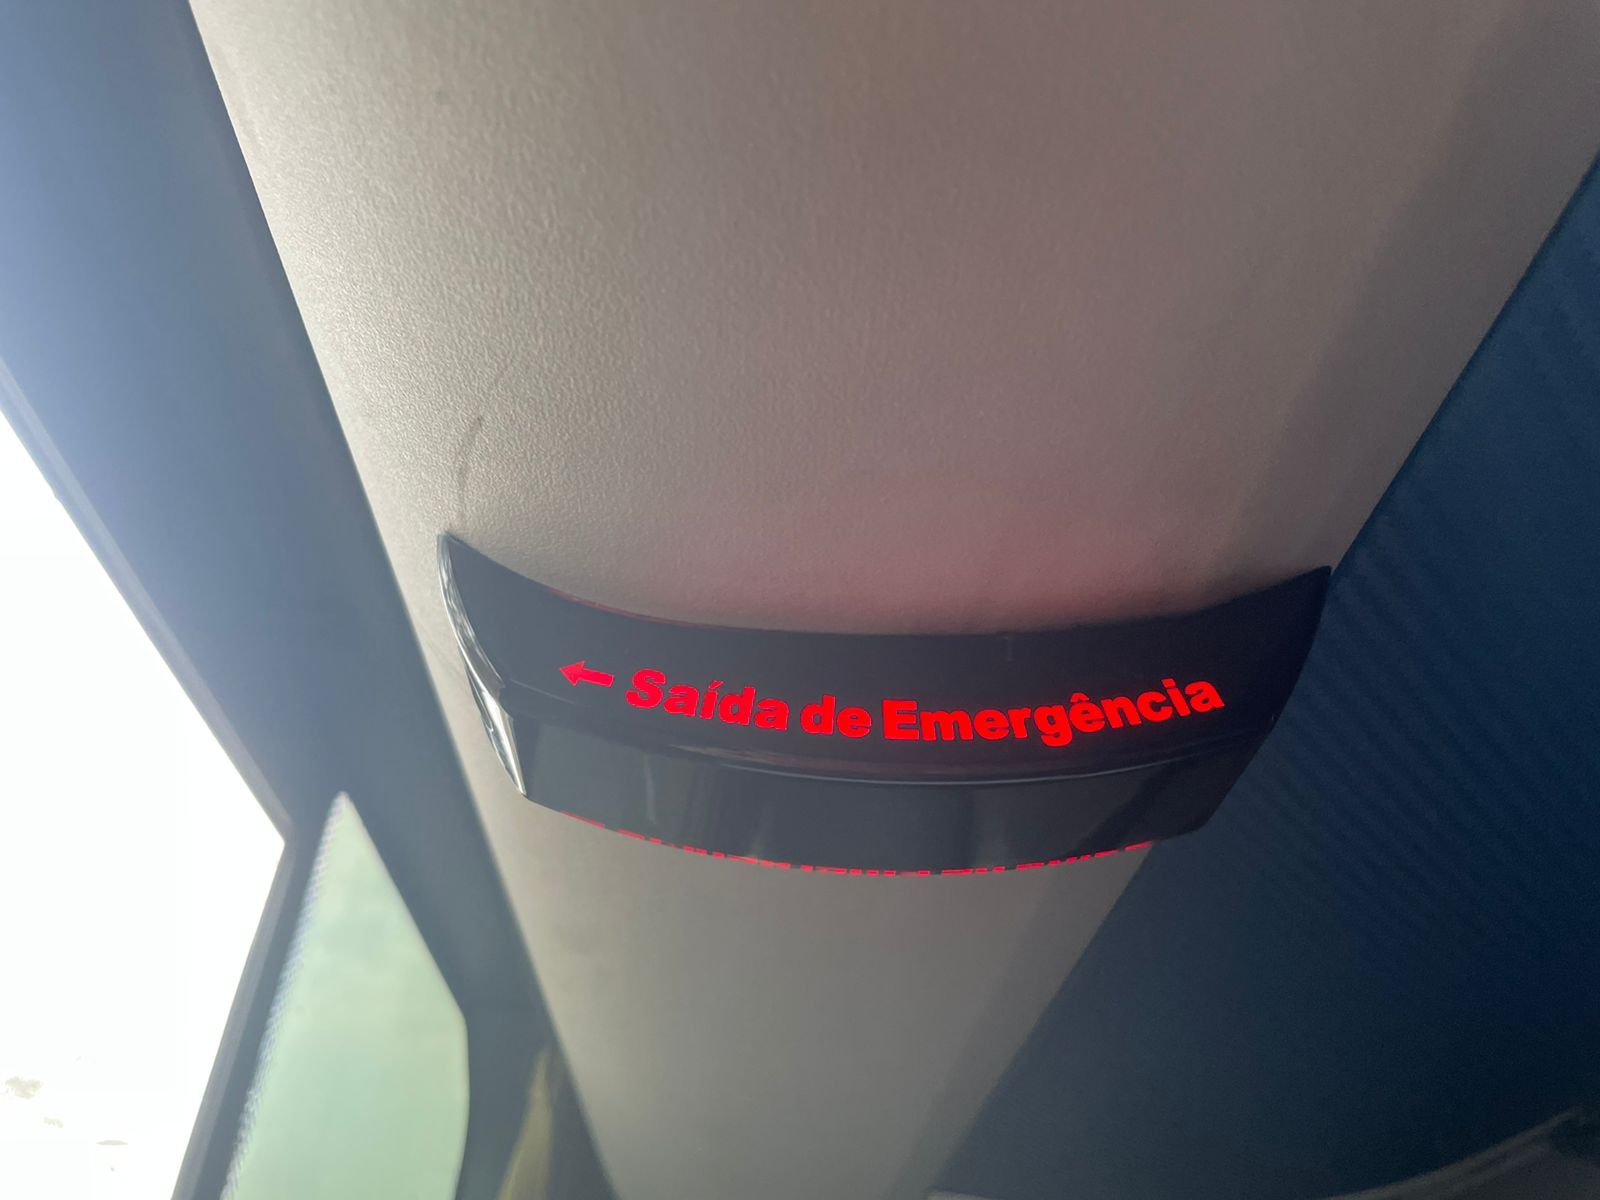 ← Saída de Emergência